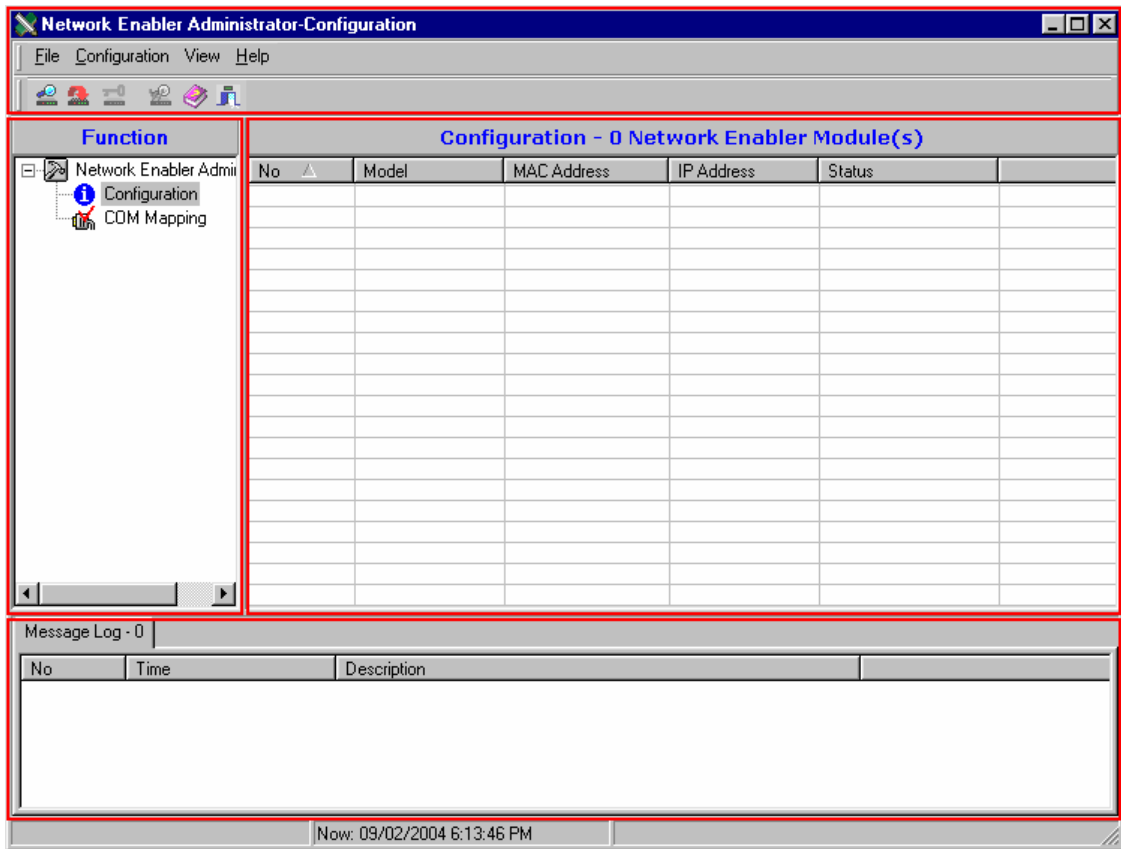 Network Enabler Administrator-Configuration
File Configuration View Help
Function
Configuration - 0 Network Enabler Module(s)
Network Enabler Admi
No Model MAC Address IP Address Status
Configuration
COM Mapping
Message Log - 0
No Time Description
Now: 09/02/2004 6:13:46 PM